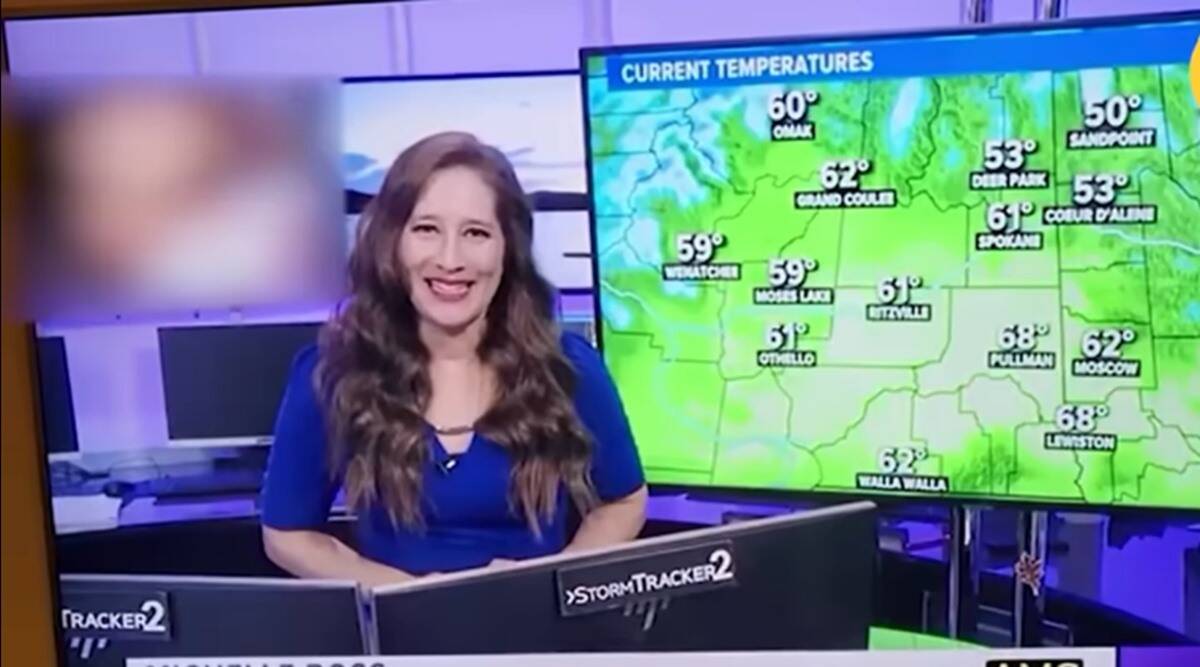 CURRENT TEMPERATURES
60°
OMAK
50°
SANDPOINT
62°
GRAND COULEE
53°
DEER PARK
53°
COEUR D'ALENE
61°
SPOKANE
59°
WENATCHEE
59°
MOSES LAKE
61°
RITZVILLE
61°
OTHELLO
68°
PULLMAN
62°
MOSCOW
68°
LEWISTON
62°
WALLA WALLA
STORMTRACKER2
TRACKER2